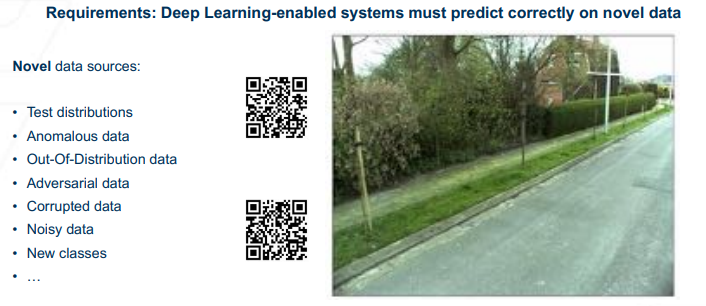 Requirements: Deep Learning-enabled systems must predict correctly on novel data
Novel data sources:
• Test distributions
• Anomalous data
• Out-Of-Distribution data
• Adversarial data
• Corrupted data
• Noisy data
• New classes
• …